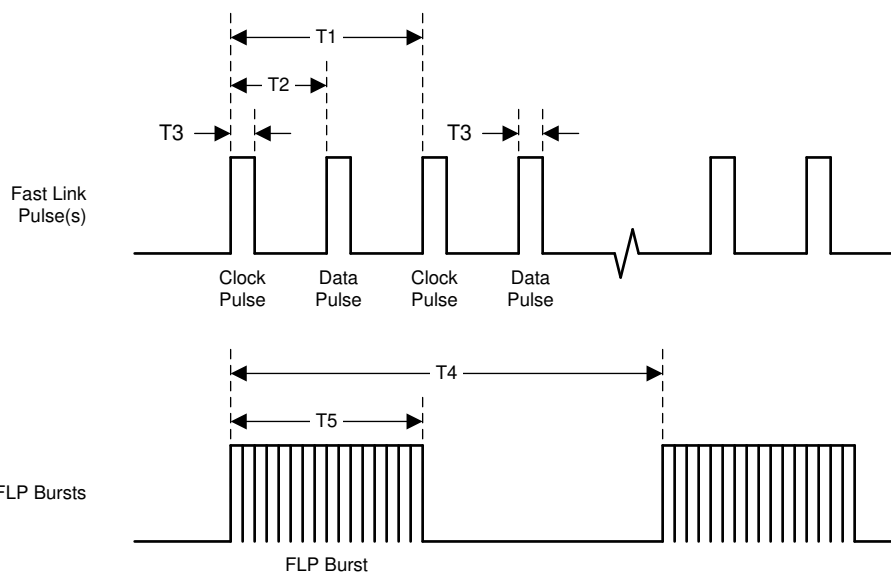 T1
T2
T3
T3
Fast Link
Pulse(s)
Clock
Pulse
Data
Pulse
Clock
Pulse
Data
Pulse
T4
T5
FLP Bursts
FLP Burst